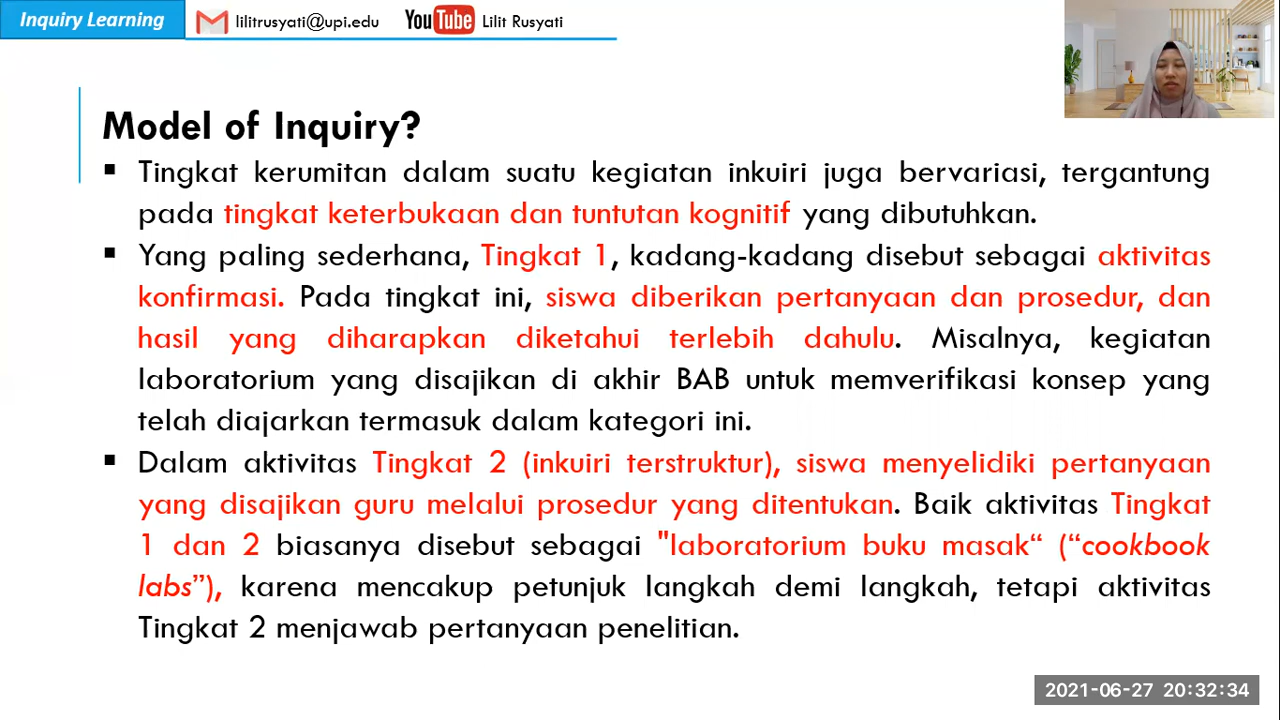 Inquiry Learning
lilitrusyati@upi.edu YouTube Lilit Rusyati
Model of Inquiry?
▪ Tingkat kerumitan dalam suatu kegiatan inkuiri juga bervariasi, tergantung
pada tingkat keterbukaan dan tuntutan kognitif yang dibutuhkan.
▪ Yang paling sederhana, Tingkat 1, kadang-kadang disebut sebagai aktivitas
konfirmasi. Pada tingkat ini, siswa diberikan pertanyaan dan prosedur, dan
hasil yang diharapkan diketahui terlebih dahulu. Misalnya, kegiatan
laboratorium yang disajikan di akhir BAB untuk memverifikasi konsep yang
telah diajarkan termasuk dalam kategori ini.
▪ Dalam aktivitas Tingkat 2 (inkuiri terstruktur), siswa menyelidiki pertanyaan
yang disajikan guru melalui prosedur yang ditentukan. Baik aktivitas Tingkat
1 dan 2 biasanya disebut sebagai "laboratorium buku masak“ (“cookbook
labs”), karena mencakup petunjuk langkah demi langkah, tetapi aktivitas
Tingkat 2 menjawab pertanyaan penelitian.
2021-06-27 20:32:34